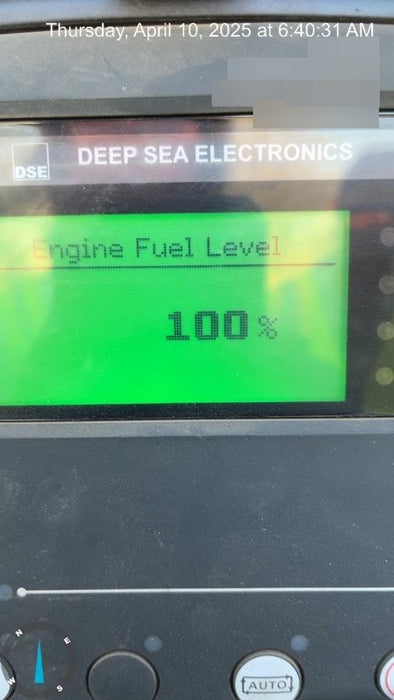 Thursday, April 10, 2025 at 6:40:31 AM
DSE
DEEP SEA ELECTRONICS
Engine Fuel Level
100 %
N
E
W
S
AUTO